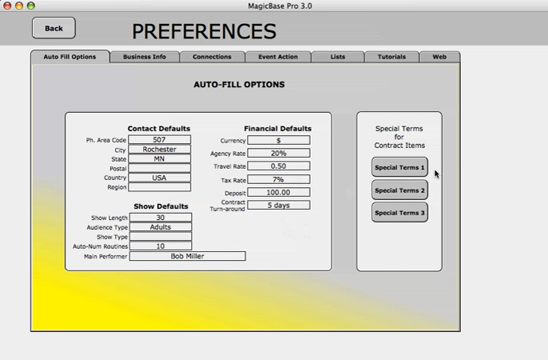 MagicBase Pro 3.0
Back
PREFERENCES
Auto Fill Options
Business Info
Connections
Event Action
Lists
Tutorials
Web
AUTO-FILL OPTIONS
Contact Defaults
Ph. Area Code 507
City Rochester
State MN
Postal
Country USA
Region
Show Defaults
Show Length 30
Audience Type Adults
Show Type
Auto-Num Routines 10
Main Performer Bob Miller
Financial Defaults
Currency $
Agency Rate 20%
Travel Rate 0.50
Tax Rate 7%
Deposit 100.00
Contract
Turn-around 5 days
Special Terms
for
Contract Items
Special Terms 1
Special Terms 2
Special Terms 3